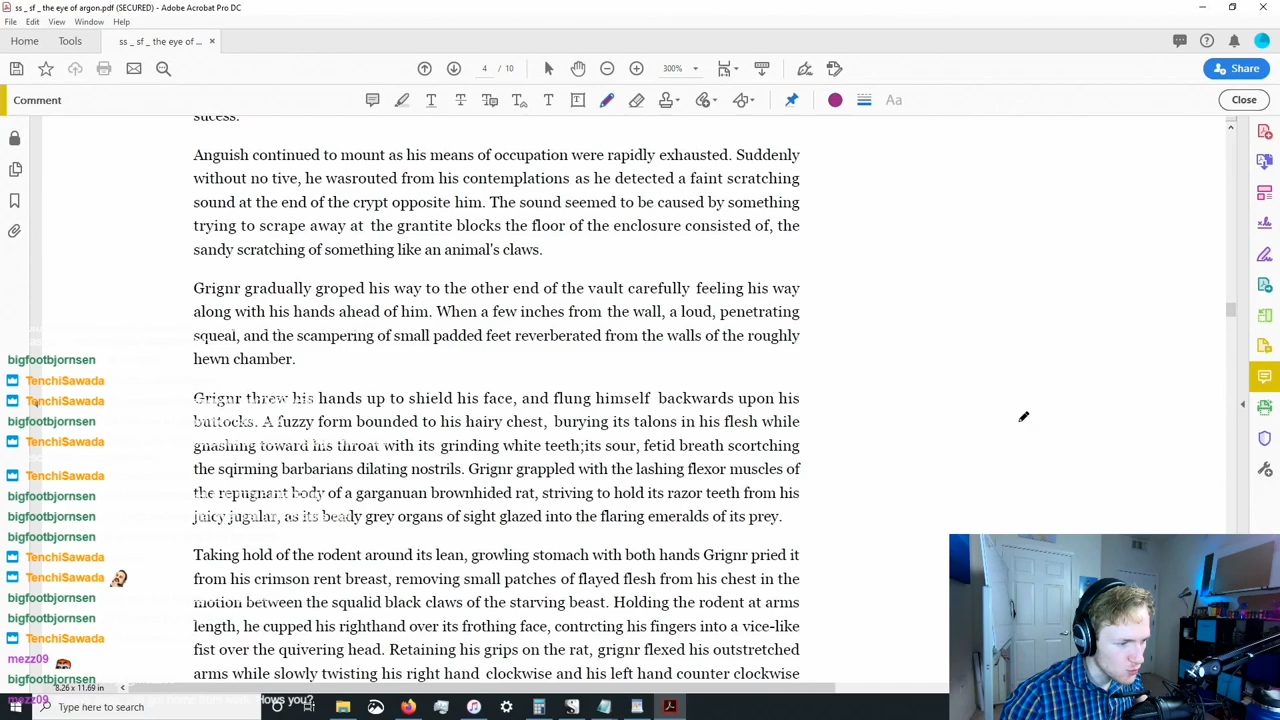 ss _ sf _ the eye of argon.pdf (SECURED) - Adobe Acrobat Pro DC
File Edit View Window Help
Home Tools ss _ sf _ the eye of ... ×
4 / 10 300% Share
Comment Aa Close
sucess.
Anguish continued to mount as his means of occupation were rapidly exhausted. Suddenly
without no tive, he wasrouted from his contemplations as he detected a faint scratching
sound at the end of the crypt opposite him. The sound seemed to be caused by something
trying to scrape away at the grantite blocks the floor of the enclosure consisted of, the
sandy scratching of something like an animal's claws.
Grignr gradually groped his way to the other end of the vault carefully feeling his way
along with his hands ahead of him. When a few inches from the wall, a loud, penetrating
squeal, and the scampering of small padded feet reverberated from the walls of the roughly
hewn chamber.
Grignr threw his hands up to shield his face, and flung himself backwards upon his
buttocks. A fuzzy form bounded to his hairy chest, burying its talons in his flesh while
gnashing toward his throat with its grinding white teeth;its sour, fetid breath scortching
the sqirming barbarians dilating nostrils. Grignr grappled with the lashing flexor muscles of
the repugnant body of a garganuan brownhided rat, striving to hold its razor teeth from his
juicy jugular, as its beady grey organs of sight glazed into the flaring emeralds of its prey.
Taking hold of the rodent around its lean, growling stomach with both hands Grignr pried it
from his crimson rent breast, removing small patches of flayed flesh from his chest in the
motion between the squalid black claws of the starving beast. Holding the rodent at arms
length, he cupped his righthand over its frothing face, contrcting his fingers into a vice-like
fist over the quivering head. Retaining his grips on the rat, grignr flexed his outstretched
arms while slowly twisting his right hand clockwise and his left hand counter clockwise
bigfootbjornsen
TenchiSawada
TenchiSawada
bigfootbjornsen
TenchiSawada
TenchiSawada
bigfootbjornsen
bigfootbjornsen
bigfootbjornsen
TenchiSawada
TenchiSawada
bigfootbjornsen
bigfootbjornsen
TenchiSawada
mezz09
bigfootbjornsen
mezz09 Hows you?
8.26 x 11.69 in
Type here to search